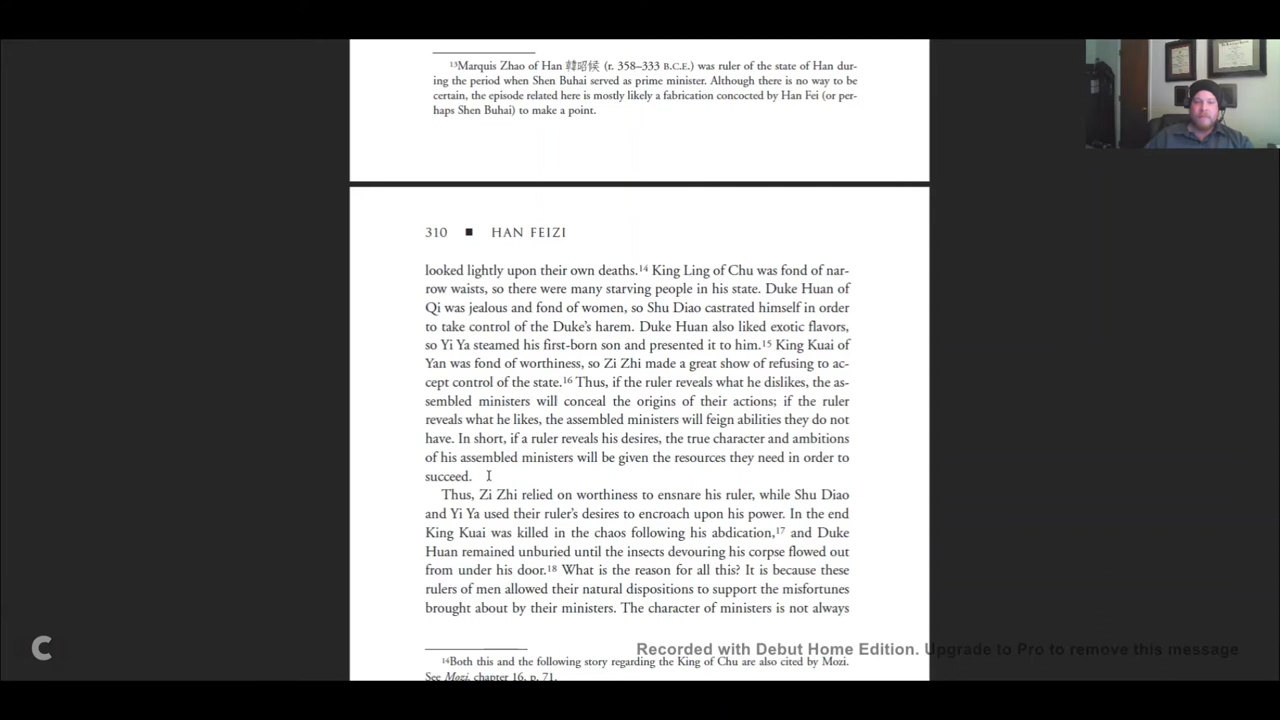 ¹³Marquis Zhao of Han 韓昭候 (r. 358–333 B.C.E.) was ruler of the state of Han dur-
ing the period when Shen Buhai served as prime minister. Although there is no way to be
certain, the episode related here is mostly likely a fabrication concocted by Han Fei (or per-
haps Shen Buhai) to make a point.
310 ■ HAN FEIZI
looked lightly upon their own deaths.¹⁴ King Ling of Chu was fond of nar-
row waists, so there were many starving people in his state. Duke Huan of
Qi was jealous and fond of women, so Shu Diao castrated himself in order
to take control of the Duke's harem. Duke Huan also liked exotic flavors,
so Yi Ya steamed his first-born son and presented it to him.¹⁵ King Kuai of
Yan was fond of worthiness, so Zi Zhi made a great show of refusing to ac-
cept control of the state.¹⁶ Thus, if the ruler reveals what he dislikes, the as-
sembled ministers will conceal the origins of their actions; if the ruler
reveals what he likes, the assembled ministers will feign abilities they do not
have. In short, if a ruler reveals his desires, the true character and ambitions
of his assembled ministers will be given the resources they need in order to
succeed.
Thus, Zi Zhi relied on worthiness to ensnare his ruler, while Shu Diao
and Yi Ya used their ruler's desires to encroach upon his power. In the end
King Kuai was killed in the chaos following his abdication,¹⁷ and Duke
Huan remained unburied until the insects devouring his corpse flowed out
from under his door.¹⁸ What is the reason for all this? It is because these
rulers of men allowed their natural dispositions to support the misfortunes
brought about by their ministers. The character of ministers is not always
¹⁴Both this and the following story regarding the King of Chu are also cited by Mozi.
See Mozi, chapter 16, p. 71.
C
Recorded with Debut Home Edition. Upgrade to Pro to remove this message